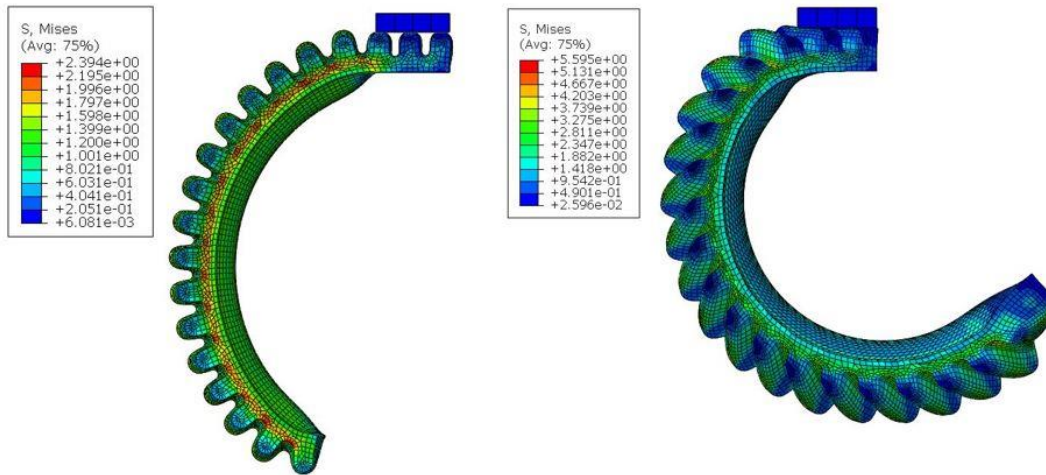 S, Mises
(Avg: 75%)
+2.394e+00
+2.195e+00
+1.996e+00
+1.797e+00
+1.598e+00
+1.399e+00
+1.200e+00
+1.001e+00
+8.021e-01
+6.031e-01
+4.041e-01
+2.051e-01
+6.081e-03
S, Mises
(Avg: 75%)
+5.595e+00
+5.131e+00
+4.667e+00
+4.203e+00
+3.739e+00
+3.275e+00
+2.811e+00
+2.347e+00
+1.882e+00
+1.418e+00
+9.542e-01
+4.901e-01
+2.596e-02